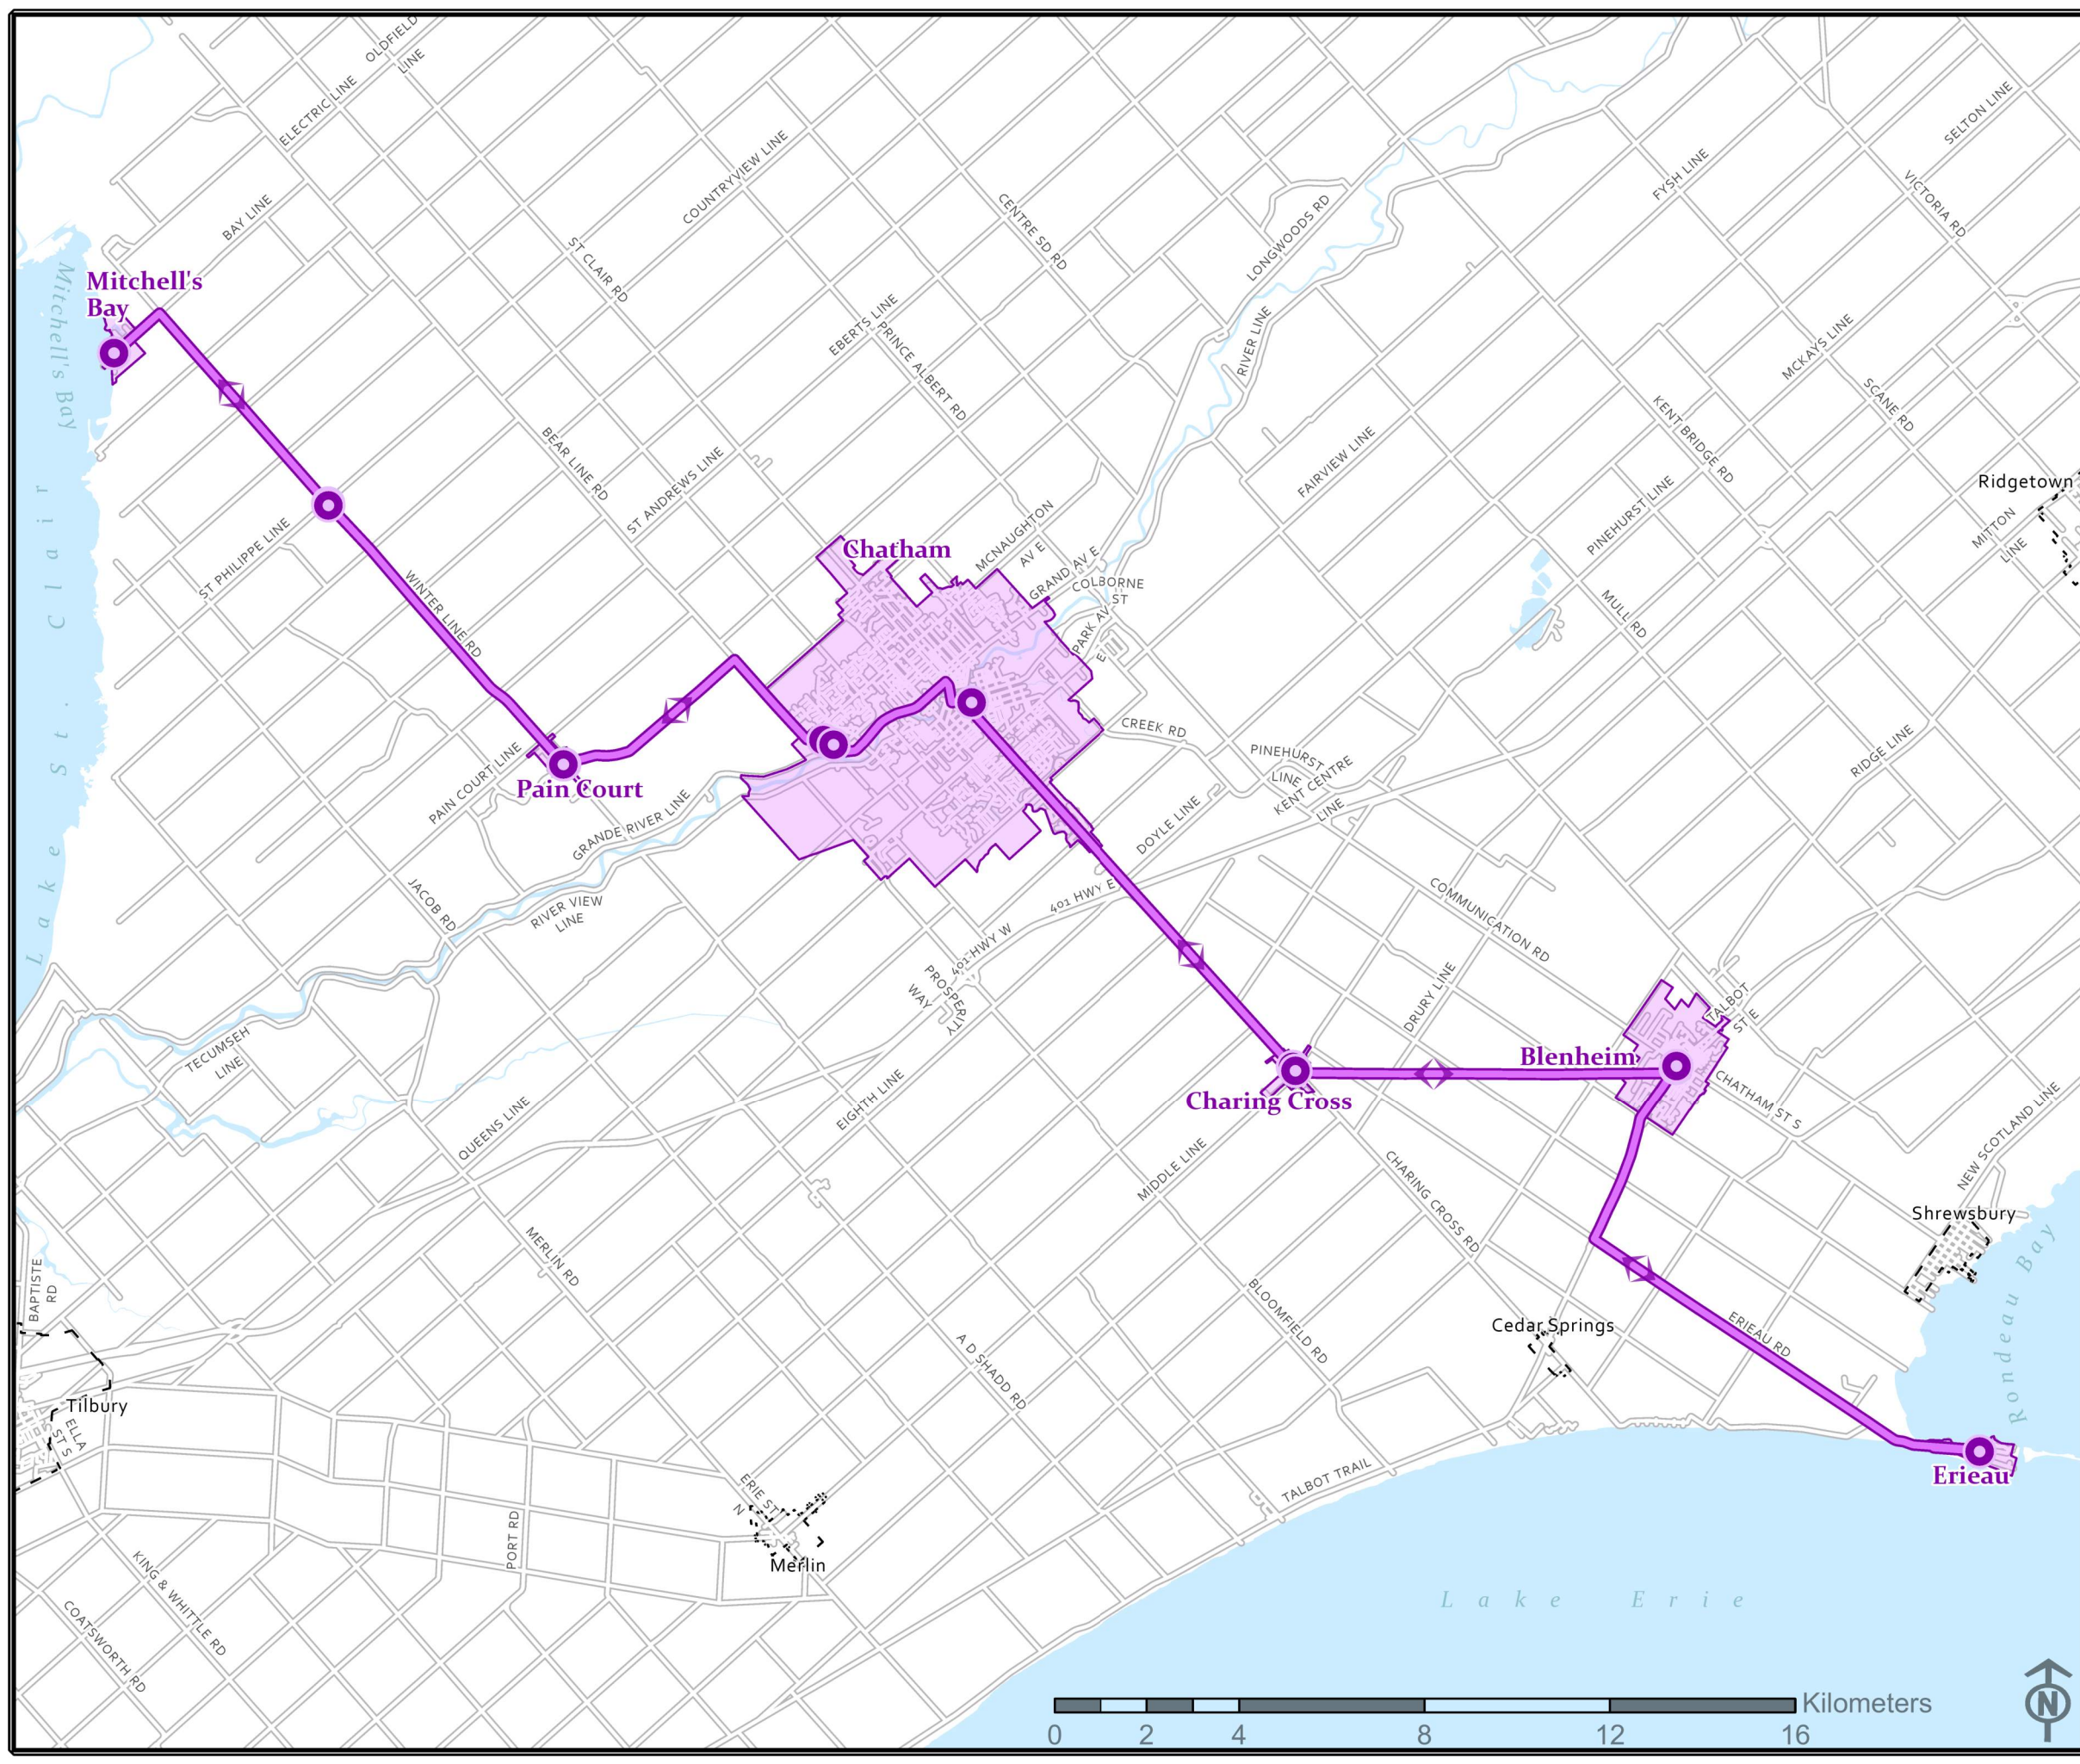 OLDFIELD
LINE
ELECTRIC LINE
SELTON LINE
COUNTRYVIEW LINE
FYSH LINE
VICTORIA RD
BAY LINE
CENTRE SD RD
LONGWOODS RD
ST CLAIR RD
Mitchell's
Bay
Mitchell's Bay
EBERTS LINE
PRINCE ALBERT RD
RIVER LINE
MCKAYS LINE
SCANE RD
KENT BRIDGE RD
BEAR LINE RD
ST ANDREWS LINE
FAIRVIEW LINE
PINEHURST LINE
Ridgetown
MITTON
LINE
ST PHILIPPE LINE
Chatham
MCNAUGHTON
AV E
GRAND AV E
COLBORNE
ST
PARK AV
E
WINTER LINE RD
MULL RD
Lake St. Clair
CREEK RD
PINEHURST
LINE
KENT CENTRE
LINE
RIDGE LINE
PAIN COURT LINE
Pain Court
GRANDE RIVER LINE
DOYLE LINE
JACOB RD
RIVER VIEW
LINE
401 HWY E
401 HWY W
COMMUNICATION RD
PROSPERITY
WAY
DRURY LINE
TALBOT
ST E
TECUMSEH
LINE
Blenheim
Charing Cross
CHATHAM ST S
QUEENS LINE
EIGHTH LINE
MIDDLE LINE
CHARING CROSS RD
NEW SCOTLAND LINE
Shrewsbury
MERLIN RD
BAPTISTE
RD
BLOOMFIELD RD
Rondeau Bay
Cedar Springs
ERIEAU RD
A D SHADD RD
Tilbury
ELLA
ST S
Erieau
ERIE ST
N
TALBOT TRAIL
PORT RD
Merlin
KING & WHITTLE RD
COATSWORTH RD
Lake Erie
Kilometers
0 2 4 8 12 16
N